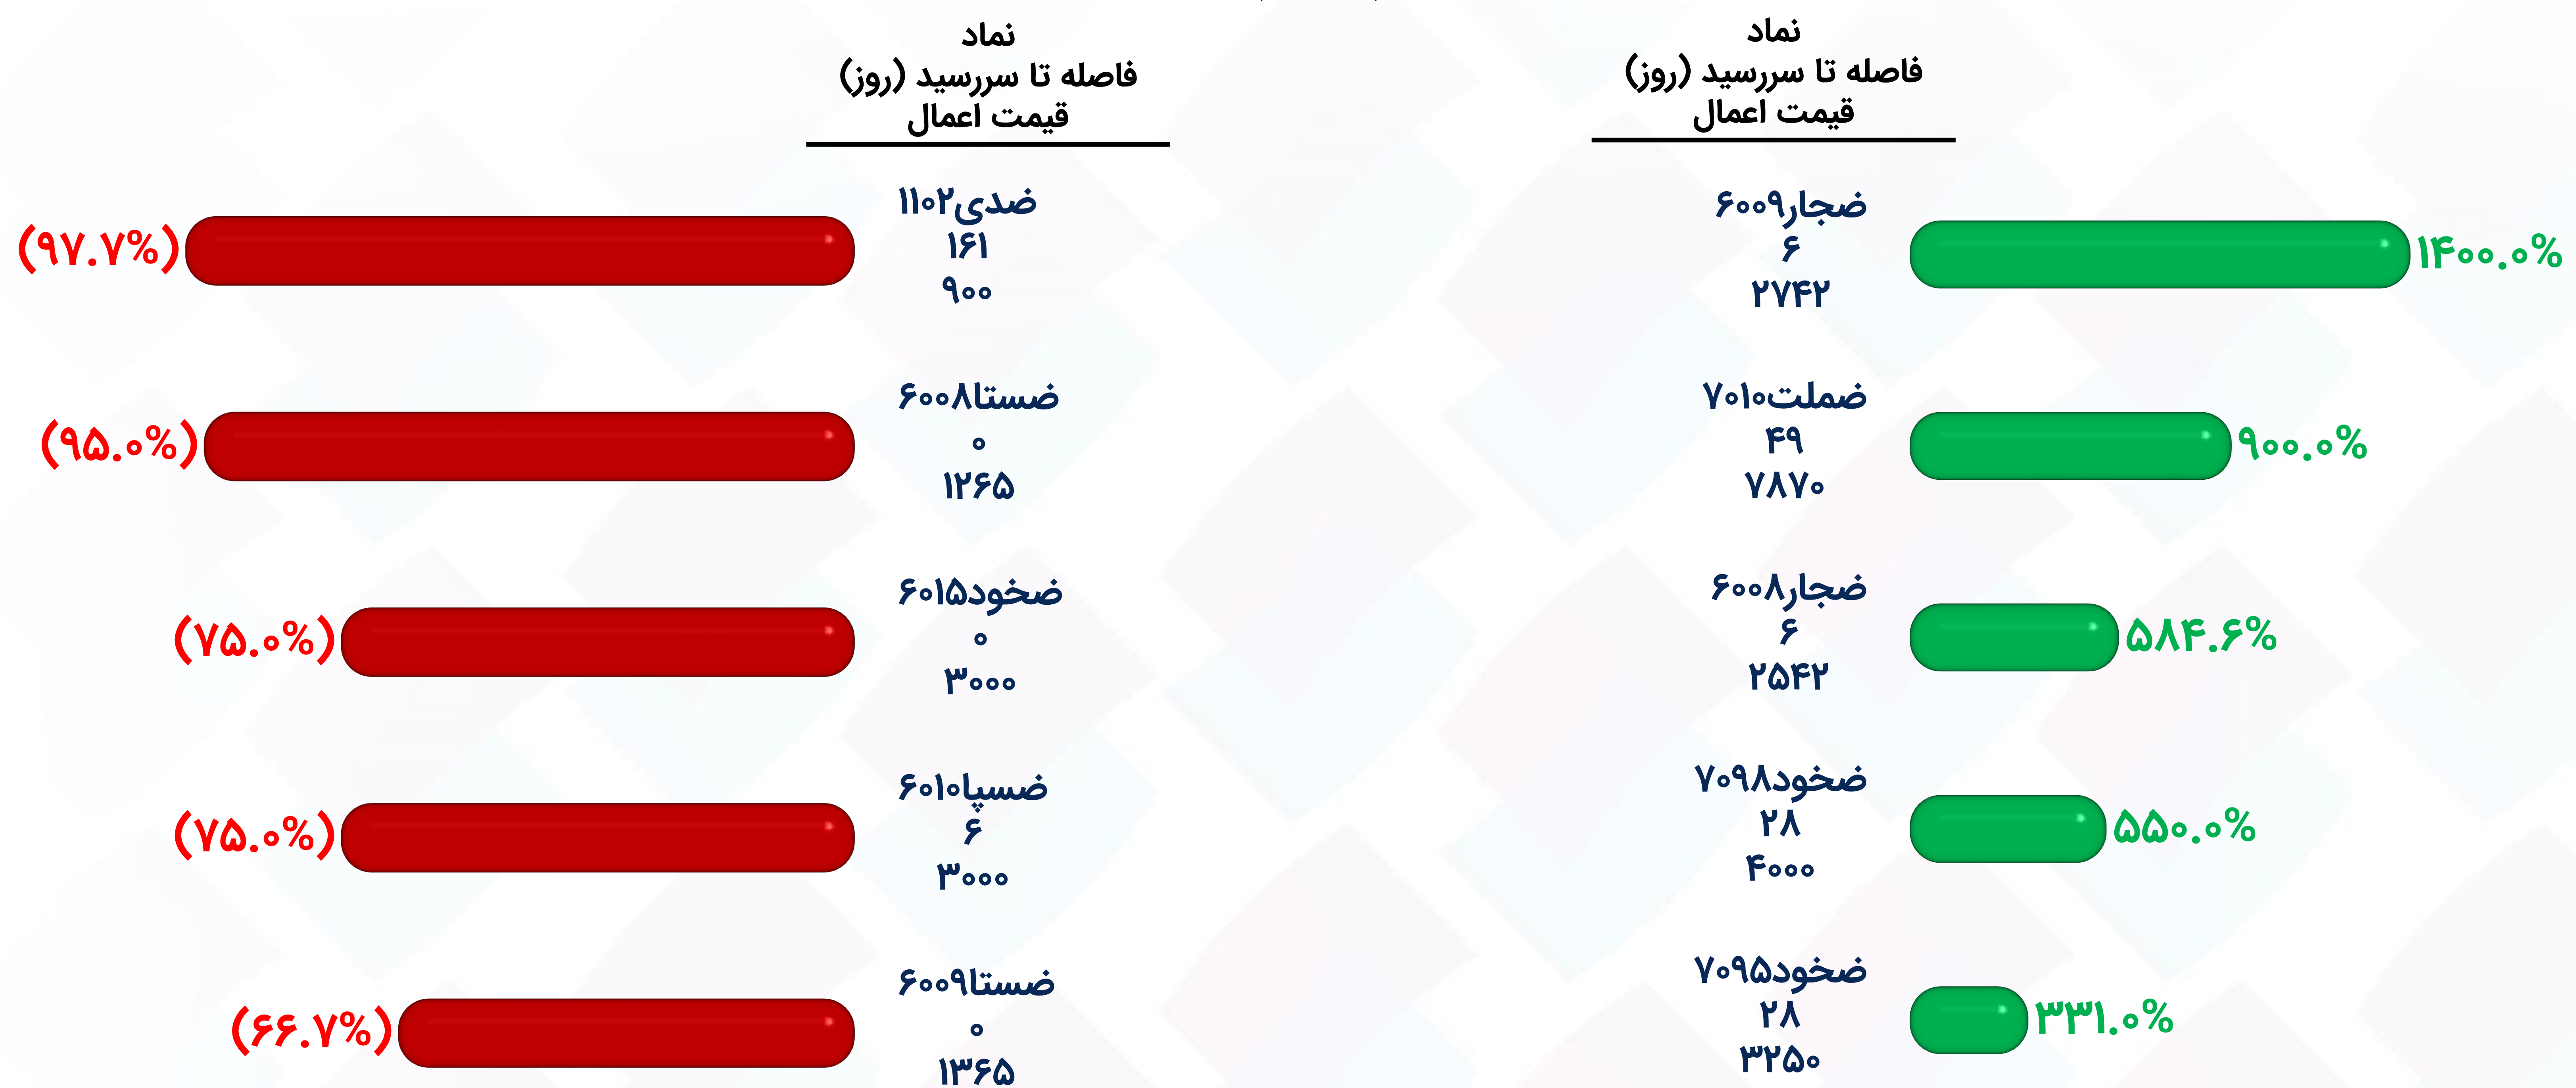 نماد
فاصله تا سررسید (روز)
قیمت اعمال
ضجار۶۰۰۹
۶
۲۷۴۲
۱۴۰۰.۰%
ضملت۷۰۱۰
۴۹
۷۸۷۰
۹۰۰.۰%
ضجار۶۰۰۸
۶
۲۵۴۲
۵۸۴.۶%
ضخود۷۰۹۸
۲۸
۴۰۰۰
۵۵۰.۰%
ضخود۷۰۹۵
۲۸
۳۲۵۰
۳۳۱.۰%
نماد
فاصله تا سررسید (روز)
قیمت اعمال
ضدی۱۱۰۲
۱۶۱
۹۰۰
(۹۷.۷%)
ضستا۶۰۰۸
۰
۱۲۶۵
(۹۵.۰%)
ضخود۶۰۱۵
۰
۳۰۰۰
(۷۵.۰%)
ضسپا۶۰۱۰
۶
۳۰۰۰
(۷۵.۰%)
ضستا۶۰۰۹
۰
۱۳۶۵
(۶۶.۷%)